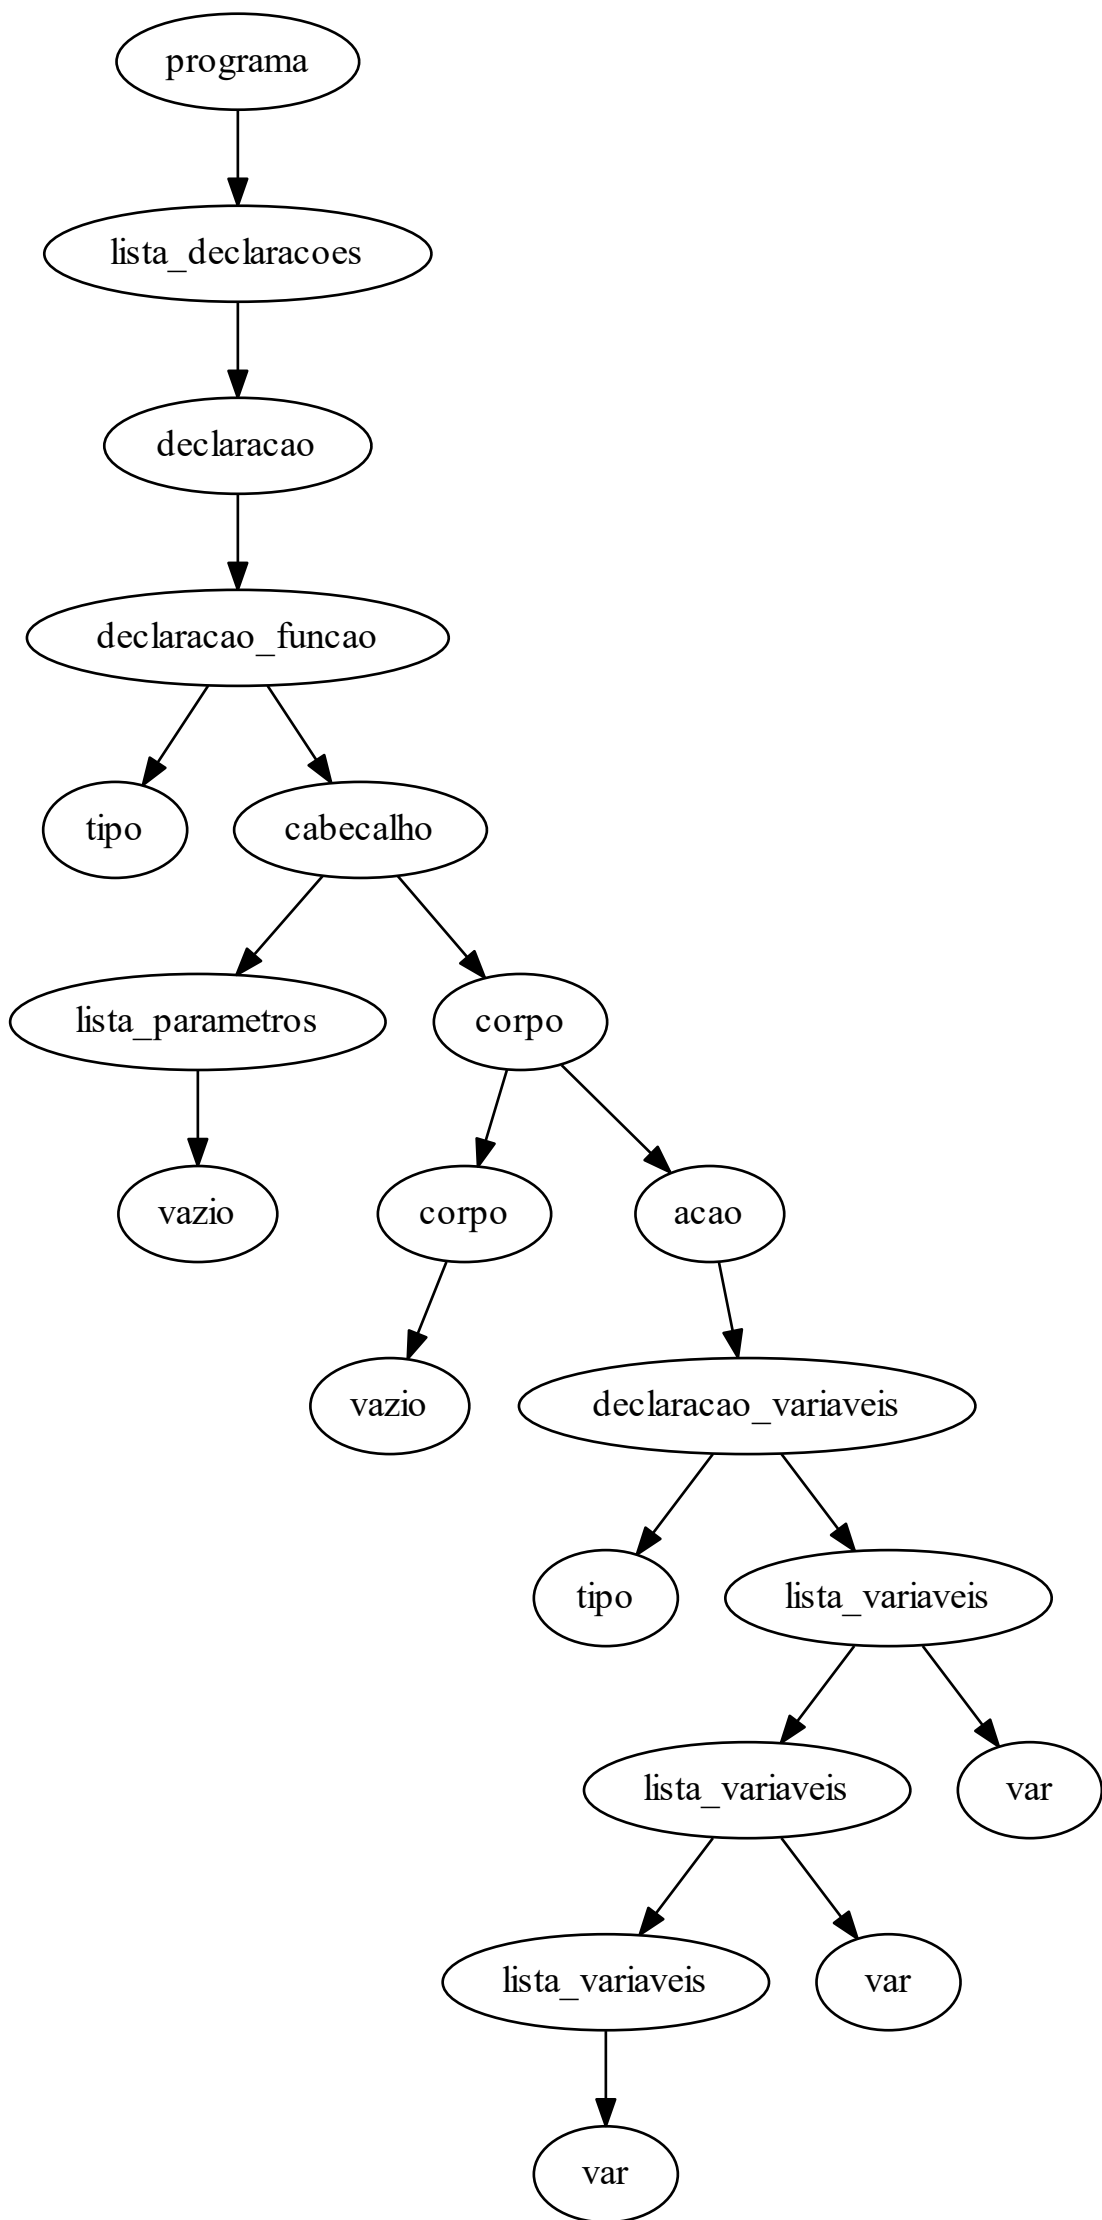 programa
lista_declaracoes
declaracao
declaracao_funcao
tipo
cabecalho
lista_parametros
corpo
vazio
corpo
acao
vazio
declaracao_variaveis
tipo
lista_variaveis
lista_variaveis
var
lista_variaveis
var
var